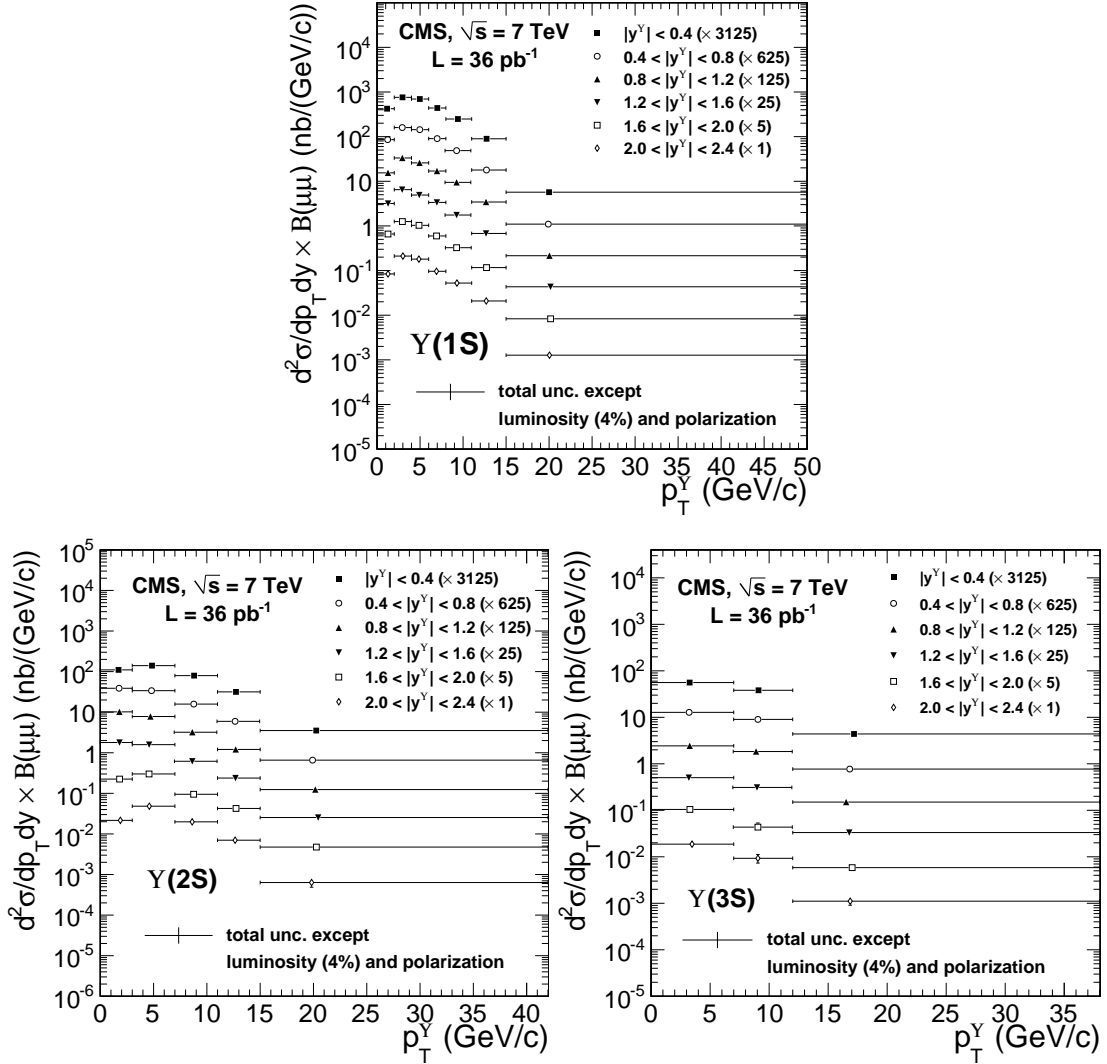 CMS, √s = 7 TeV
L = 36 pb⁻¹
|y^Υ| < 0.4 (× 3125)
0.4 < |y^Υ| < 0.8 (× 625)
0.8 < |y^Υ| < 1.2 (× 125)
1.2 < |y^Υ| < 1.6 (× 25)
1.6 < |y^Υ| < 2.0 (× 5)
2.0 < |y^Υ| < 2.4 (× 1)
d²σ/dp_T dy × B(μμ) (nb/(GeV/c))
10⁴
10³
10²
10
1
10⁻¹
10⁻²
10⁻³
10⁻⁴
10⁻⁵
Υ(1S)
total unc. except
luminosity (4%) and polarization
0 5 10 15 20 25 30 35 40 45 50
p_T^Υ (GeV/c)
CMS, √s = 7 TeV
L = 36 pb⁻¹
|y^Υ| < 0.4 (× 3125)
0.4 < |y^Υ| < 0.8 (× 625)
0.8 < |y^Υ| < 1.2 (× 125)
1.2 < |y^Υ| < 1.6 (× 25)
1.6 < |y^Υ| < 2.0 (× 5)
2.0 < |y^Υ| < 2.4 (× 1)
d²σ/dp_T dy × B(μμ) (nb/(GeV/c))
10⁵
10⁴
10³
10²
10
1
10⁻¹
10⁻²
10⁻³
10⁻⁴
10⁻⁵
10⁻⁶
Υ(2S)
total unc. except
luminosity (4%) and polarization
0 5 10 15 20 25 30 35 40
p_T^Υ (GeV/c)
CMS, √s = 7 TeV
L = 36 pb⁻¹
|y^Υ| < 0.4 (× 3125)
0.4 < |y^Υ| < 0.8 (× 625)
0.8 < |y^Υ| < 1.2 (× 125)
1.2 < |y^Υ| < 1.6 (× 25)
1.6 < |y^Υ| < 2.0 (× 5)
2.0 < |y^Υ| < 2.4 (× 1)
d²σ/dp_T dy × B(μμ) (nb/(GeV/c))
10⁴
10³
10²
10
1
10⁻¹
10⁻²
10⁻³
10⁻⁴
10⁻⁵
Υ(3S)
total unc. except
luminosity (4%) and polarization
0 5 10 15 20 25 30 35
p_T^Υ (GeV/c)